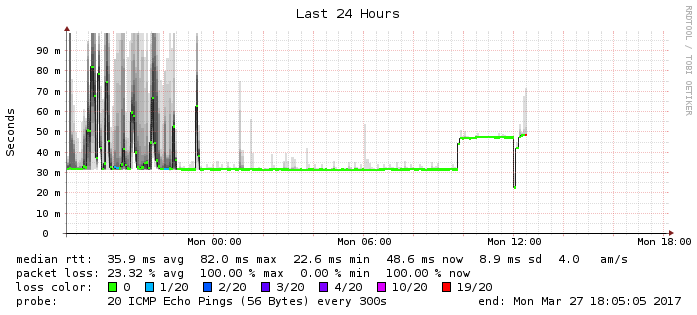 Last 24 Hours
RRDTOOL / TOBI OETIKER
Seconds
90 m
80 m
70 m
60 m
50 m
40 m
30 m
20 m
10 m
0
Mon 00:00 Mon 06:00 Mon 12:00 Mon 18:00
median rtt: 35.9 ms avg 82.0 ms max 22.6 ms min 48.6 ms now 8.9 ms sd 4.0 am/s
packet loss: 23.32 % avg 100.00 % max 0.00 % min 100.00 % now
loss color: 0 1/20 2/20 3/20 4/20 10/20 19/20
probe: 20 ICMP Echo Pings (56 Bytes) every 300s end: Mon Mar 27 18:05:05 2017